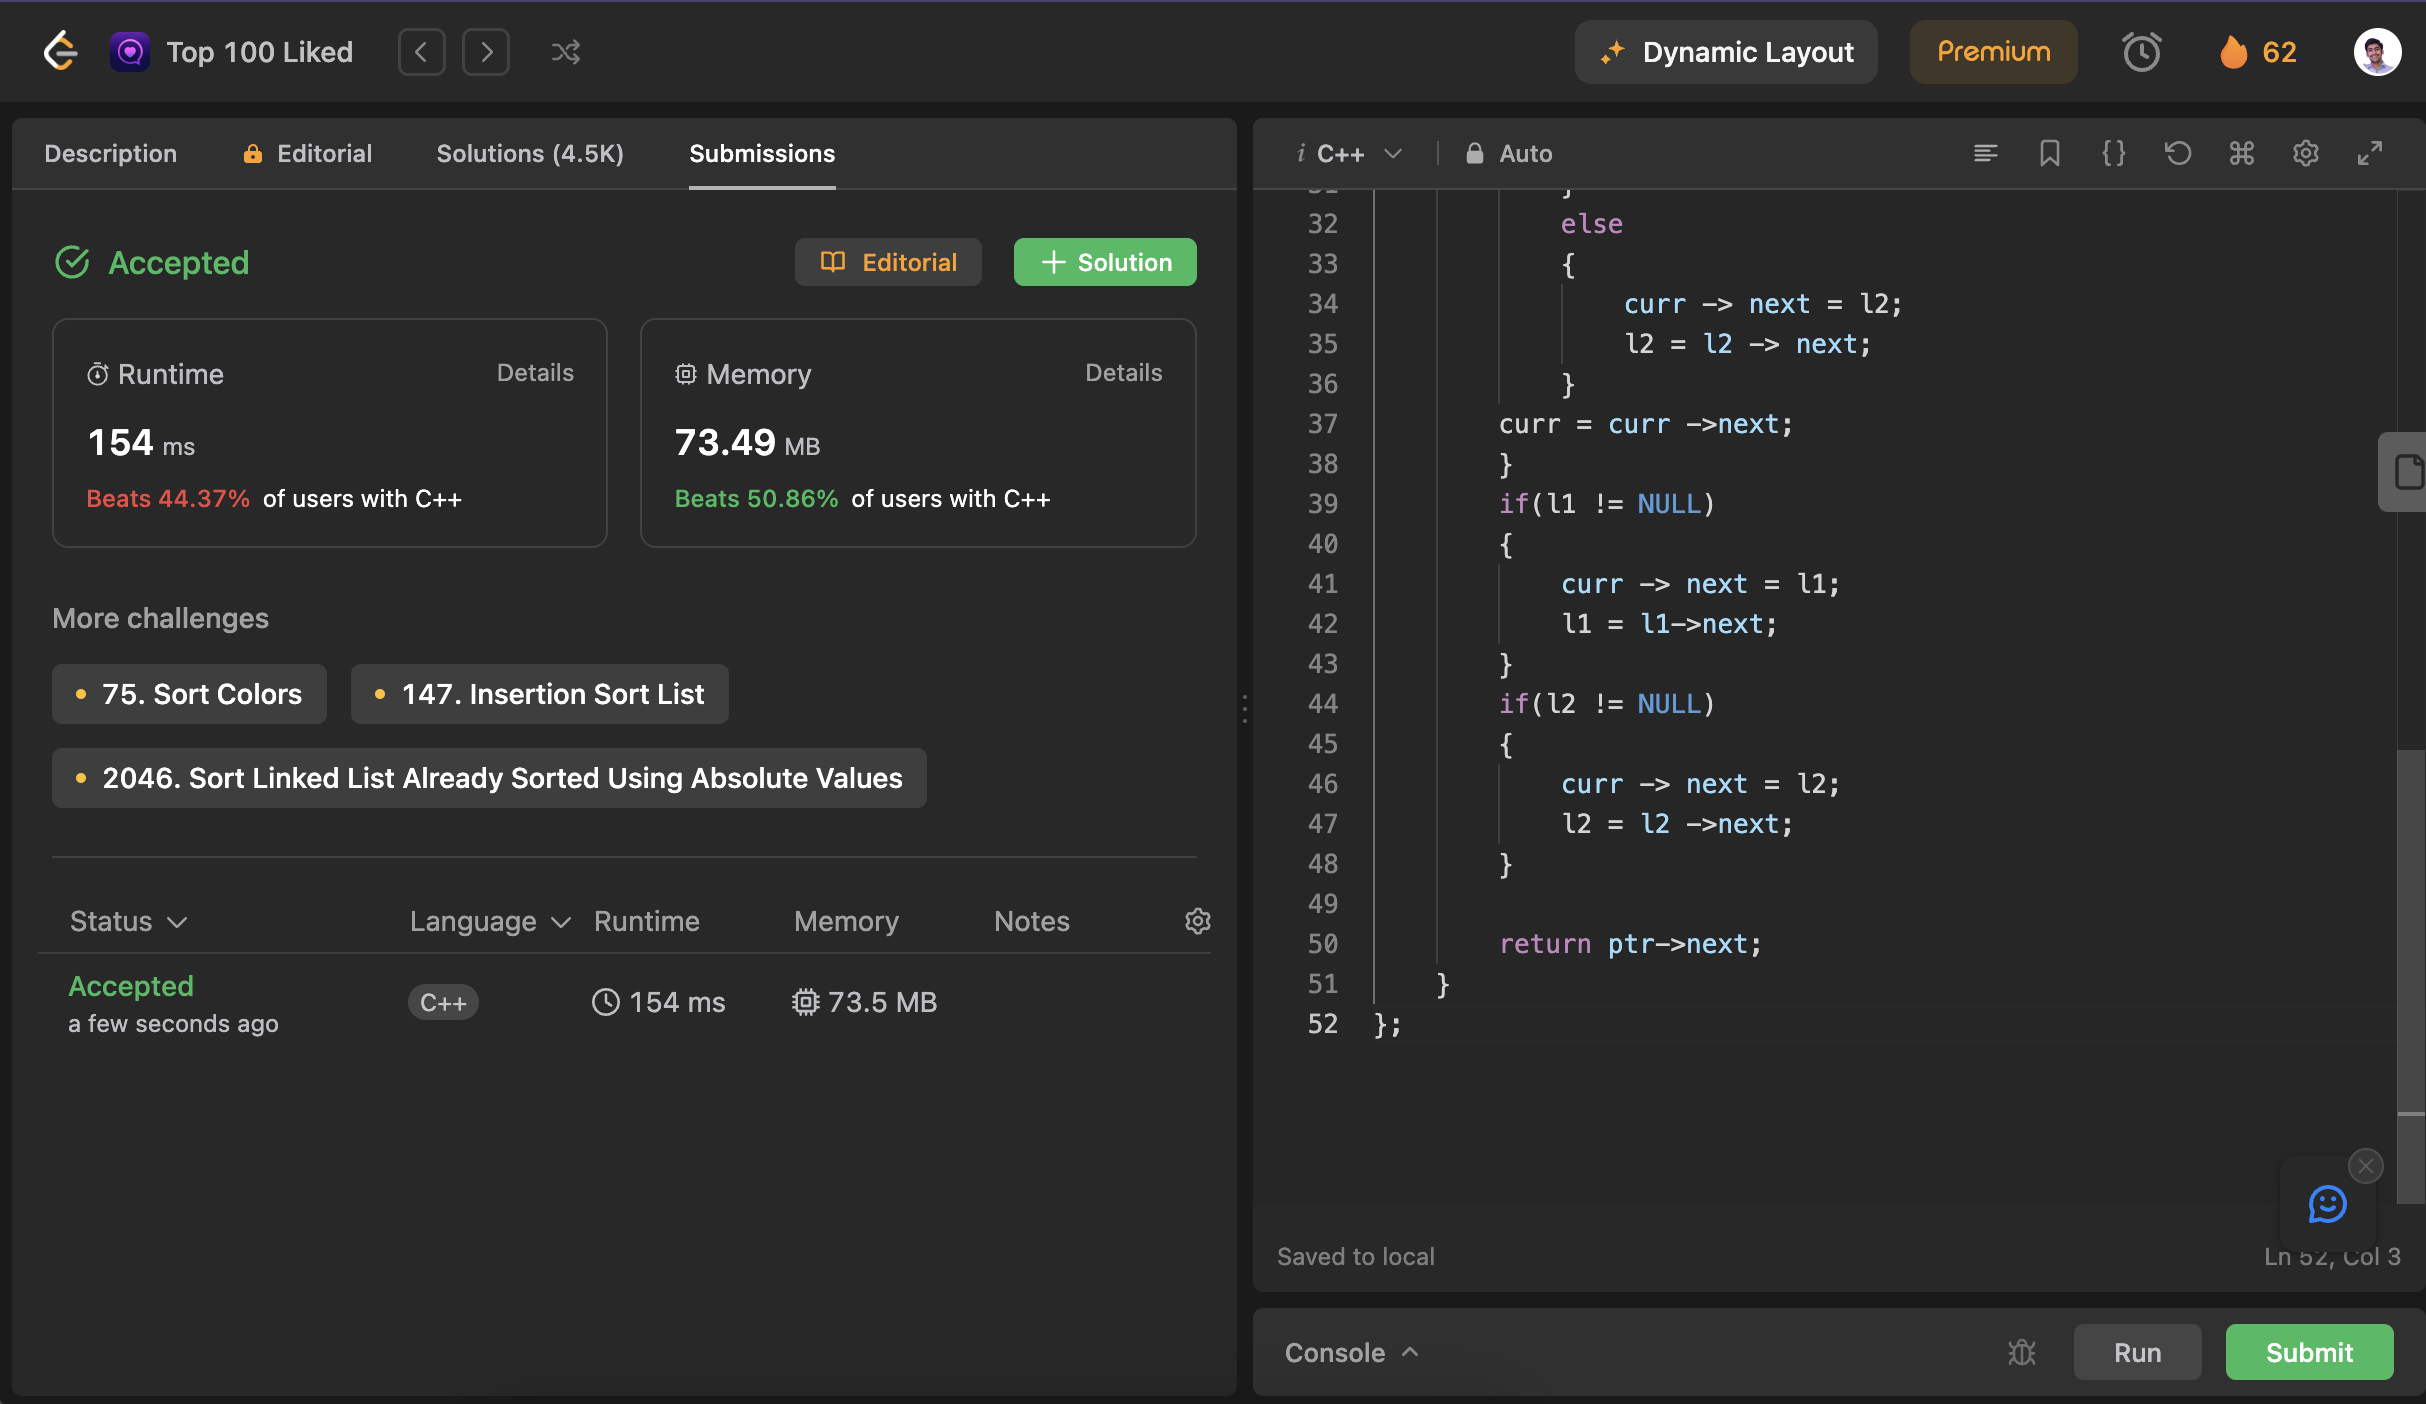 Top 100 Liked
Dynamic Layout
Premium
62
Description
Editorial
Solutions (4.5K)
Submissions
Accepted
Editorial
+ Solution
Runtime
Details
154 ms
Beats 44.37% of users with C++
Memory
Details
73.49 MB
Beats 50.86% of users with C++
More challenges
75. Sort Colors
147. Insertion Sort List
2046. Sort Linked List Already Sorted Using Absolute Values
Status Language Runtime Memory Notes
Accepted
a few seconds ago
C++
154 ms
73.5 MB
i C++
Auto
31 }
32 else
33 {
34 curr -> next = l2;
35 l2 = l2 -> next;
36 }
37 curr = curr ->next;
38 }
39 if(l1 != NULL)
40 {
41 curr -> next = l1;
42 l1 = l1->next;
43 }
44 if(l2 != NULL)
45 {
46 curr -> next = l2;
47 l2 = l2 ->next;
48 }
49
50 return ptr->next;
51 }
52 };
Saved to local
Ln 52, Col 3
Console
Run
Submit